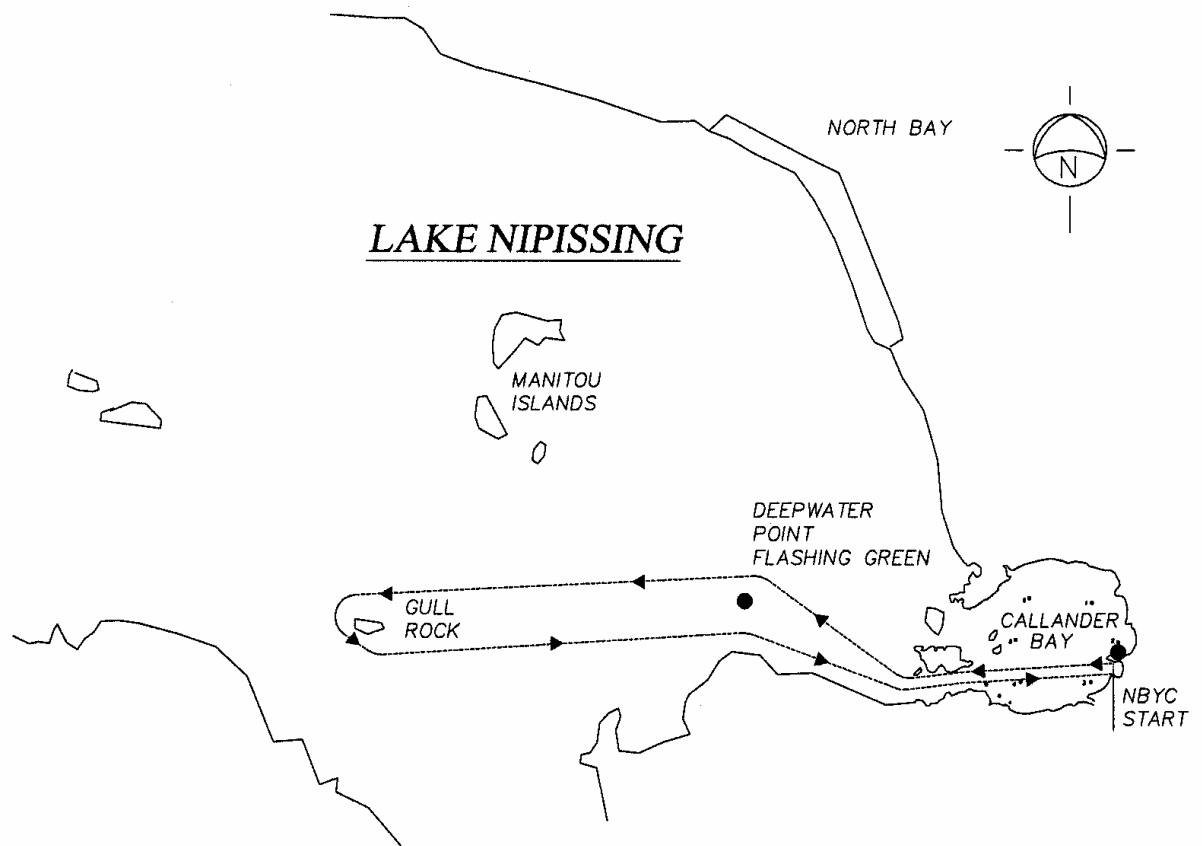 NORTH BAY
N
LAKE NIPISSING
MANITOU
ISLANDS
DEEPWATER
POINT
FLASHING GREEN
GULL
ROCK
CALLANDER
BAY
NBYC
START